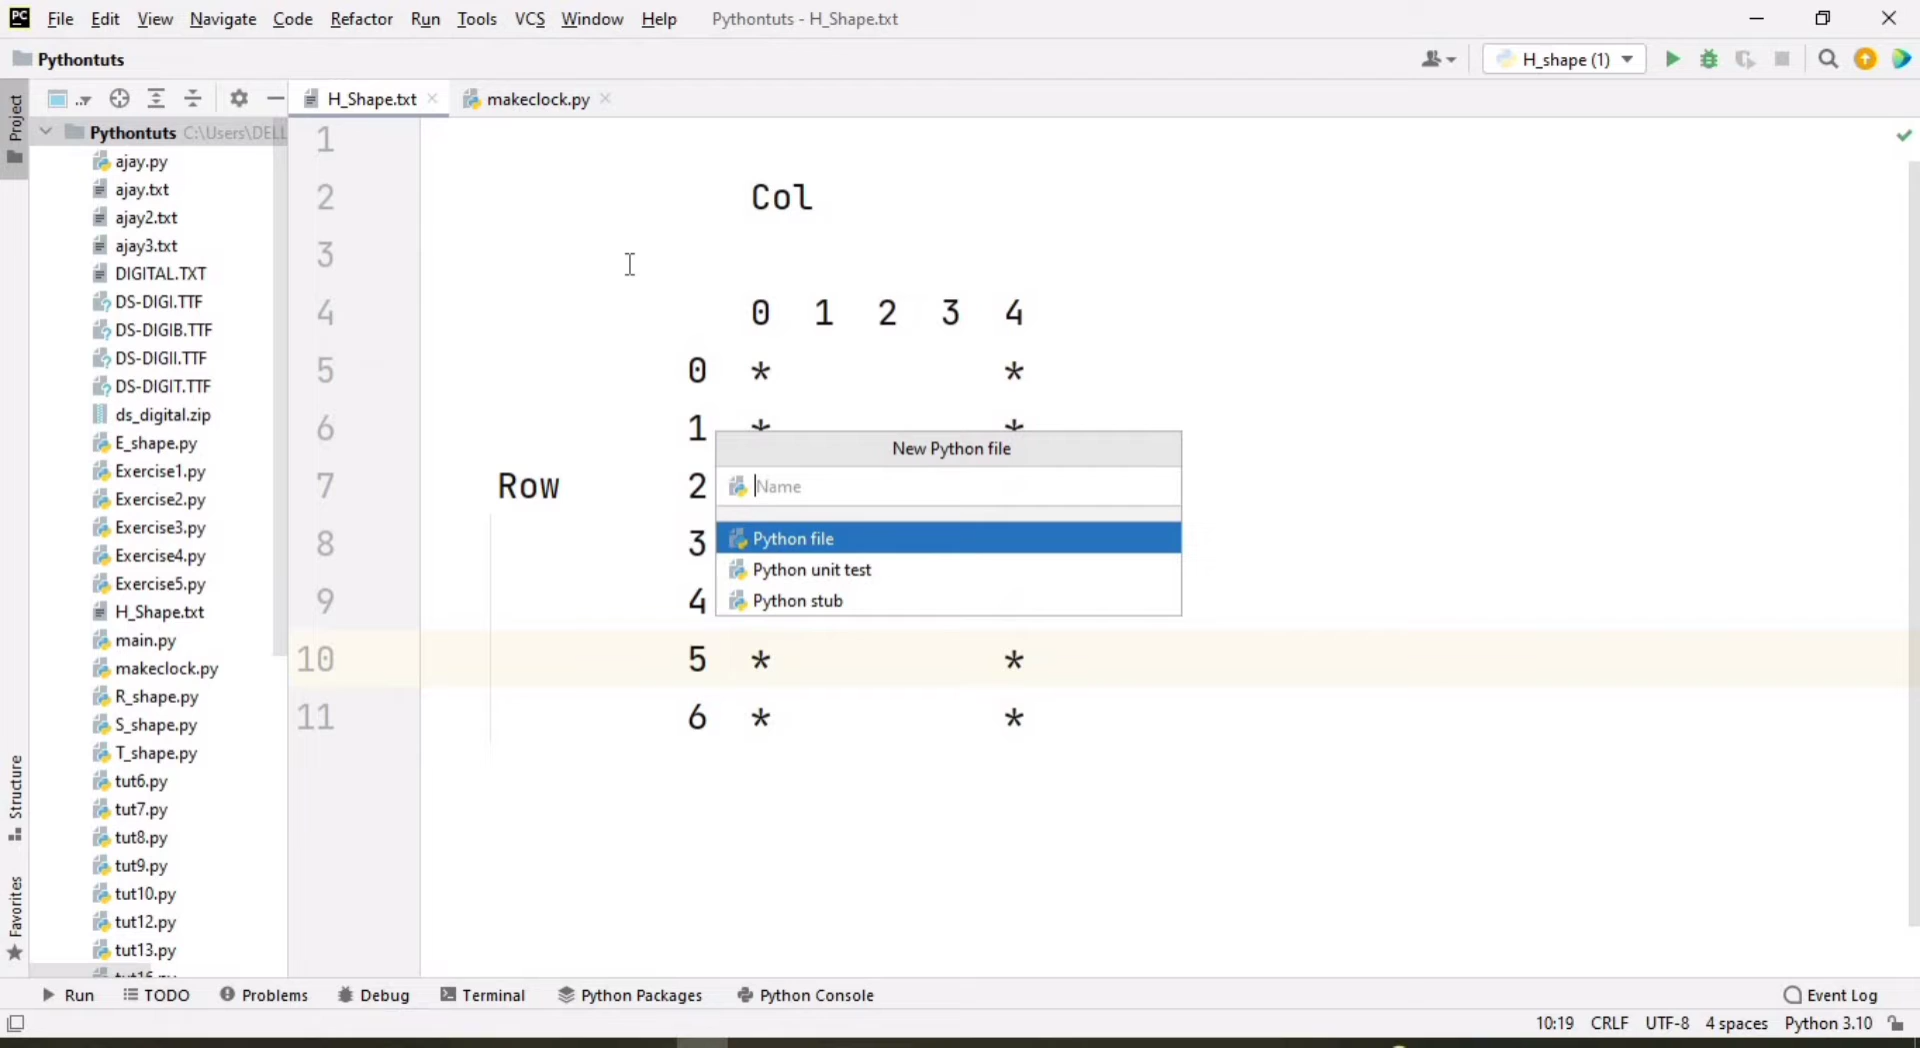 PC File Edit View Navigate Code Refactor Run Tools VCS Window Help Pythontuts - H_Shape.txt
Pythontuts H_shape (1)
H_Shape.txt makeclock.py
Project
Pythontuts C:\Users\DELL
ajay.py
ajay.txt
ajay2.txt
ajay3.txt
DIGITAL.TXT
DS-DIGI.TTF
DS-DIGIB.TTF
DS-DIGII.TTF
DS-DIGIT.TTF
ds_digital.zip
E_shape.py
Exercise1.py
Exercise2.py
Exercise3.py
Exercise4.py
Exercise5.py
H_Shape.txt
main.py
makeclock.py
R_shape.py
S_shape.py
T_shape.py
tut6.py
tut7.py
tut8.py
tut9.py
tut10.py
tut12.py
tut13.py
Structure
Favorites
1
2 Col
3
4 0 1 2 3 4
5 0 * *
6 1 * *
7 Row 2
8 3
9 4
10 5 * *
11 6 * *
New Python file
Name
Python file
Python unit test
Python stub
Run TODO Problems Debug Terminal Python Packages Python Console Event Log
10:19 CRLF UTF-8 4 spaces Python 3.10